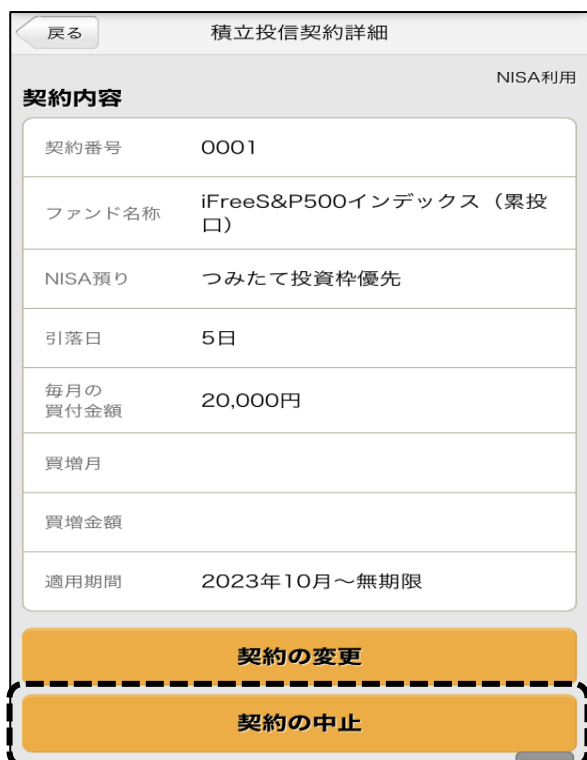 戻る
積立投信契約詳細
NISA利用
契約内容
契約番号
0001
ファンド名称
iFreeS&P500インデックス（累投
口）
NISA預り
つみたて投資枠優先
引落日
5日
毎月の
買付金額
20,000円
買増月
買増金額
適用期間
2023年10月～無期限
契約の変更
契約の中止